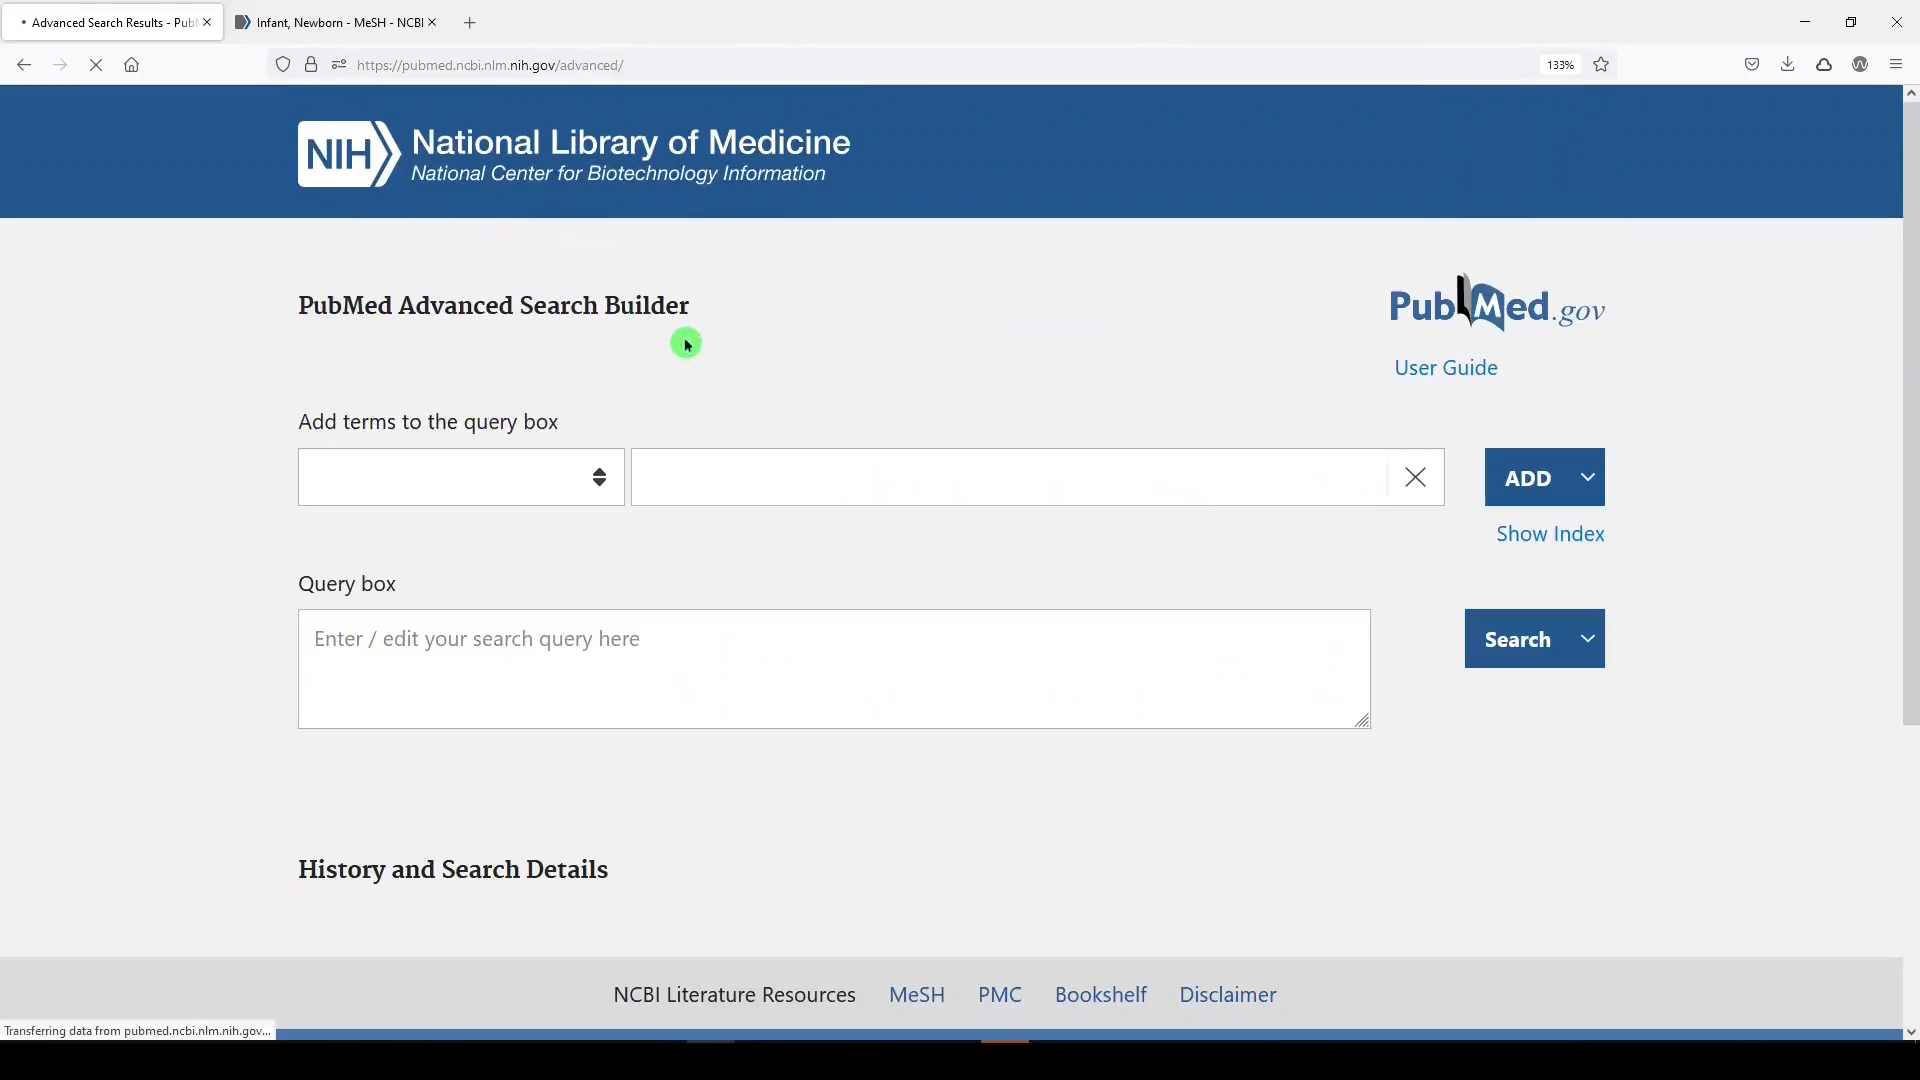 Advanced Search Results - Pub
Infant, Newborn - MeSH - NCBI
https://pubmed.ncbi.nlm.nih.gov/advanced/
133%
NIH
National Library of Medicine
National Center for Biotechnology Information
PubMed Advanced Search Builder
PubMed.gov
User Guide
Add terms to the query box
ADD
Show Index
Query box
Enter / edit your search query here
Search
History and Search Details
NCBI Literature Resources MeSH PMC Bookshelf Disclaimer
Transferring data from pubmed.ncbi.nlm.nih.gov...